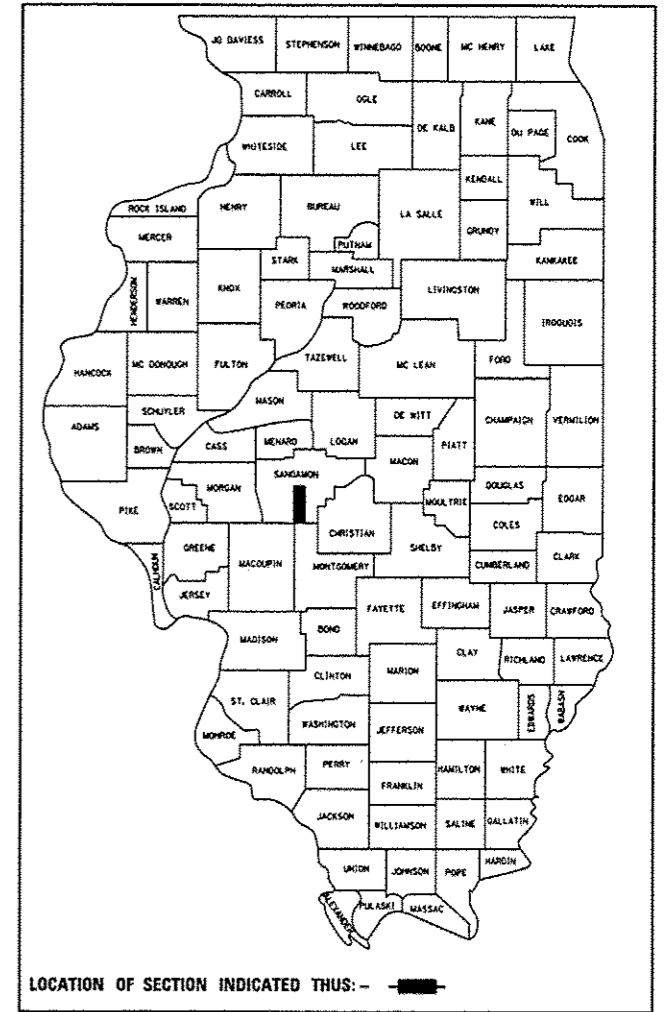 JO DAVIESS STEPHENSON WINNEBAGO BOONE MC HENRY LAKE
CARROLL OGLE DE KALB KANE DU PAGE COOK
WHITESIDE LEE KENDALL WILL
ROCK ISLAND HENRY BUREAU LA SALLE GRUNDY
MERCER PUTNAM KANKAKEE
HENDERSON WARREN KNOX STARK MARSHALL LIVINGSTON IROQUOIS
PEORIA WOODFORD
HANCOCK MC DONOUGH FULTON TAZEWELL MC LEAN FORD
ADAMS SCHUYLER MASON DE WITT CHAMPAIGN VERMILION
BROWN CASS MENARD LOGAN PIATT
PIKE SCOTT MORGAN SANGAMON MACON MOULTRIE DOUGLAS EDGAR
CHRISTIAN COLES
CALHOUN GREENE MACOUPIN MONTGOMERY SHELBY CUMBERLAND CLARK
JERSEY FAYETTE EFFINGHAM JASPER CRAWFORD
MADISON BOND CLAY RICHLAND LAWRENCE
CLINTON MARION
ST. CLAIR WASHINGTON JEFFERSON WAYNE EDWARDS WABASH
MONROE
RANDOLPH PERRY HAMILTON WHITE
FRANKLIN
JACKSON WILLIAMSON SALINE GALLATIN
UNION JOHNSON POPE HARDIN
ALEXANDER PULASKI MASSAC
LOCATION OF SECTION INDICATED THUS: -